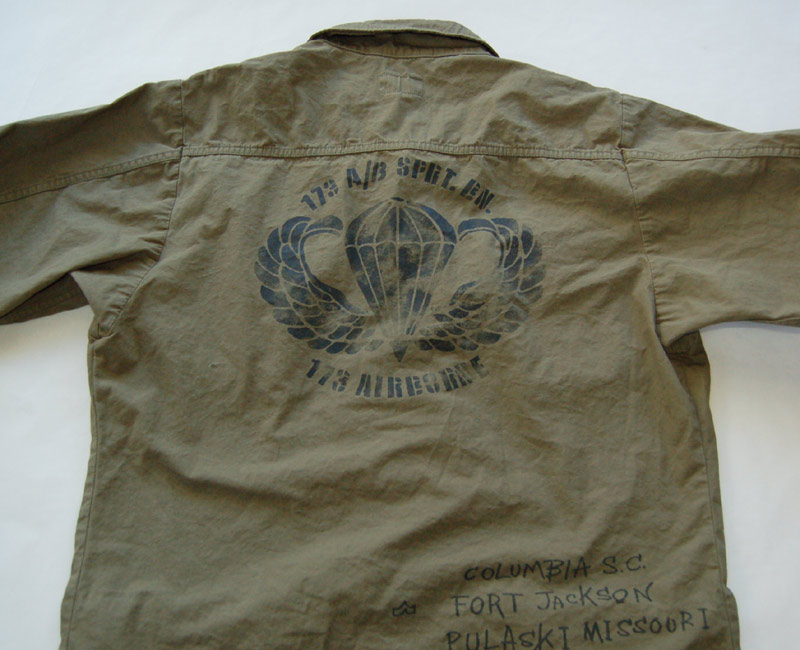 173 A/B SPRT. BN.
173 AIRBORNE
COLUMBIA S.C.
FORT JACKSON
PULASKI MISSOURI